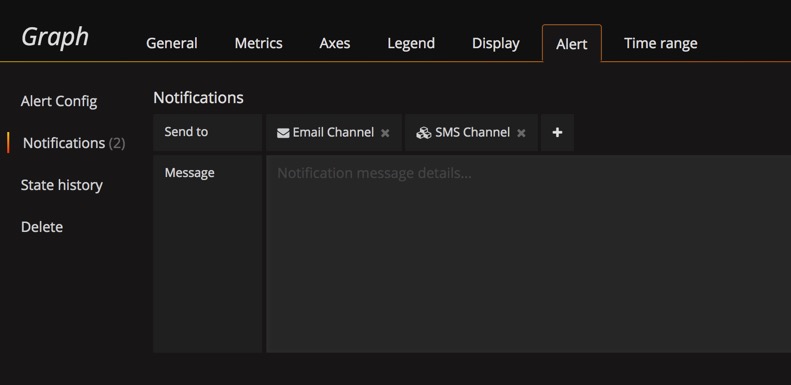 Graph
General Metrics Axes Legend Display Alert Time range
Alert Config
Notifications (2)
State history
Delete
Notifications
Send to Email Channel × SMS Channel × +
Message Notification message details...